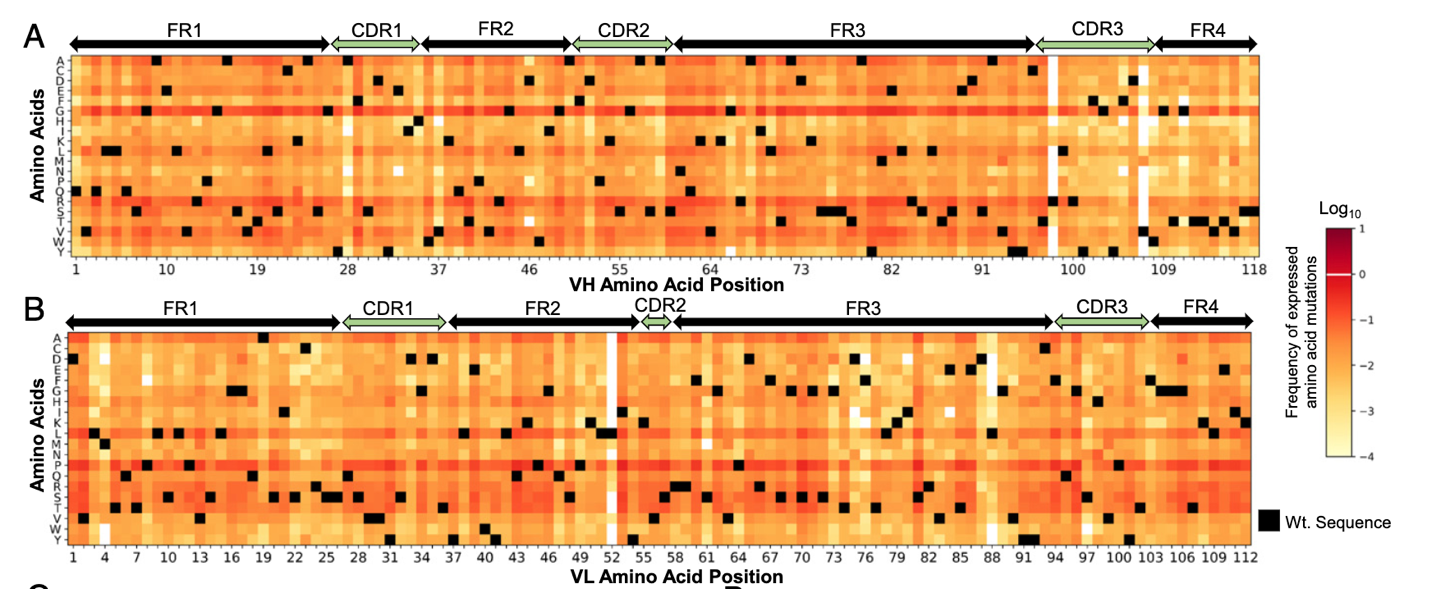 A
FR1 CDR1 FR2 CDR2 FR3 CDR3 FR4
Amino Acids
A
C
D
E
F
G
H
I
K
L
M
N
P
Q
R
S
T
V
W
Y
1 10 19 28 37 46 55 64 73 82 91 100 109 118
VH Amino Acid Position
B
FR1 CDR1 FR2 CDR2 FR3 CDR3 FR4
Amino Acids
A
C
D
E
F
G
H
I
K
L
M
N
P
Q
R
S
T
V
W
Y
1 4 7 10 13 16 19 22 25 28 31 34 37 40 43 46 49 52 55 58 61 64 67 70 73 76 79 82 85 88 91 94 97 100 103 106 109 112
VL Amino Acid Position
Log10
1
0
−1
−2
−3
−4
Frequency of expressed
amino acid mutations
Wt. Sequence